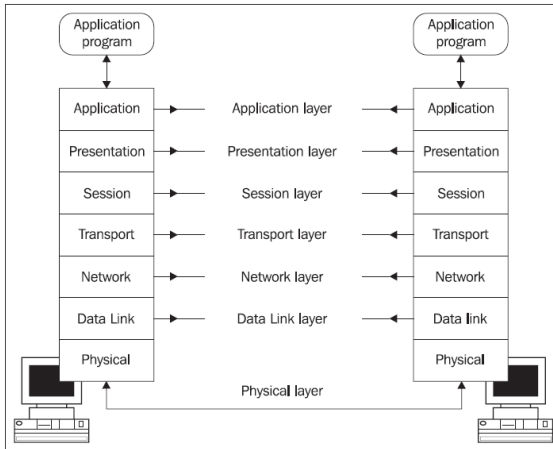 Application
program
Application
program
Application
Application layer
Application
Presentation
Presentation layer
Presentation
Session
Session layer
Session
Transport
Transport layer
Transport
Network
Network layer
Network
Data Link
Data Link layer
Data link
Physical
Physical
Physical layer